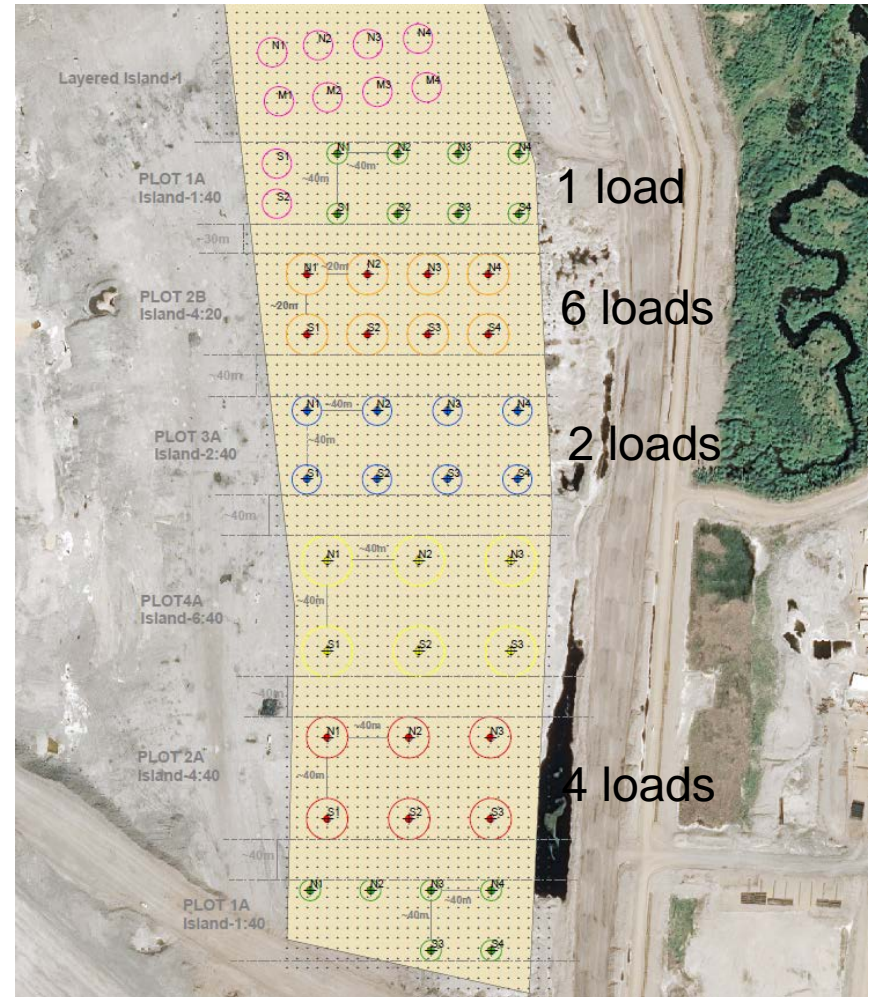 N1 N2 N3 N4
Layered Island-1
M1 M2 M3 M4
N1 N2 N3 N4
~40m
S1
PLOT 1A
Island-1:40
~40m
1 load
S2 S1 S2 S3 S4
~30m
N1 ~20m N2 N3 N4
PLOT 2B
Island-4:20
~20m
6 loads
S1 S2 S3 S4
~40m
N1 ~40m N2 N3 N4
PLOT 3A
Island-2:40
~40m
2 loads
S1 S2 S3 S4
~40m
N1 ~40m N2 N3
PLOT4A
Island-6:40
~40m
S1 S2 S3
~40m
N1 ~40m N2 N3
PLOT 2A
Island-4:40
~40m
4 loads
S1 S2 S3
~40m
N1 N2 N3 N4
~40m
PLOT 1A
Island-1:40
~40m
S3 S4